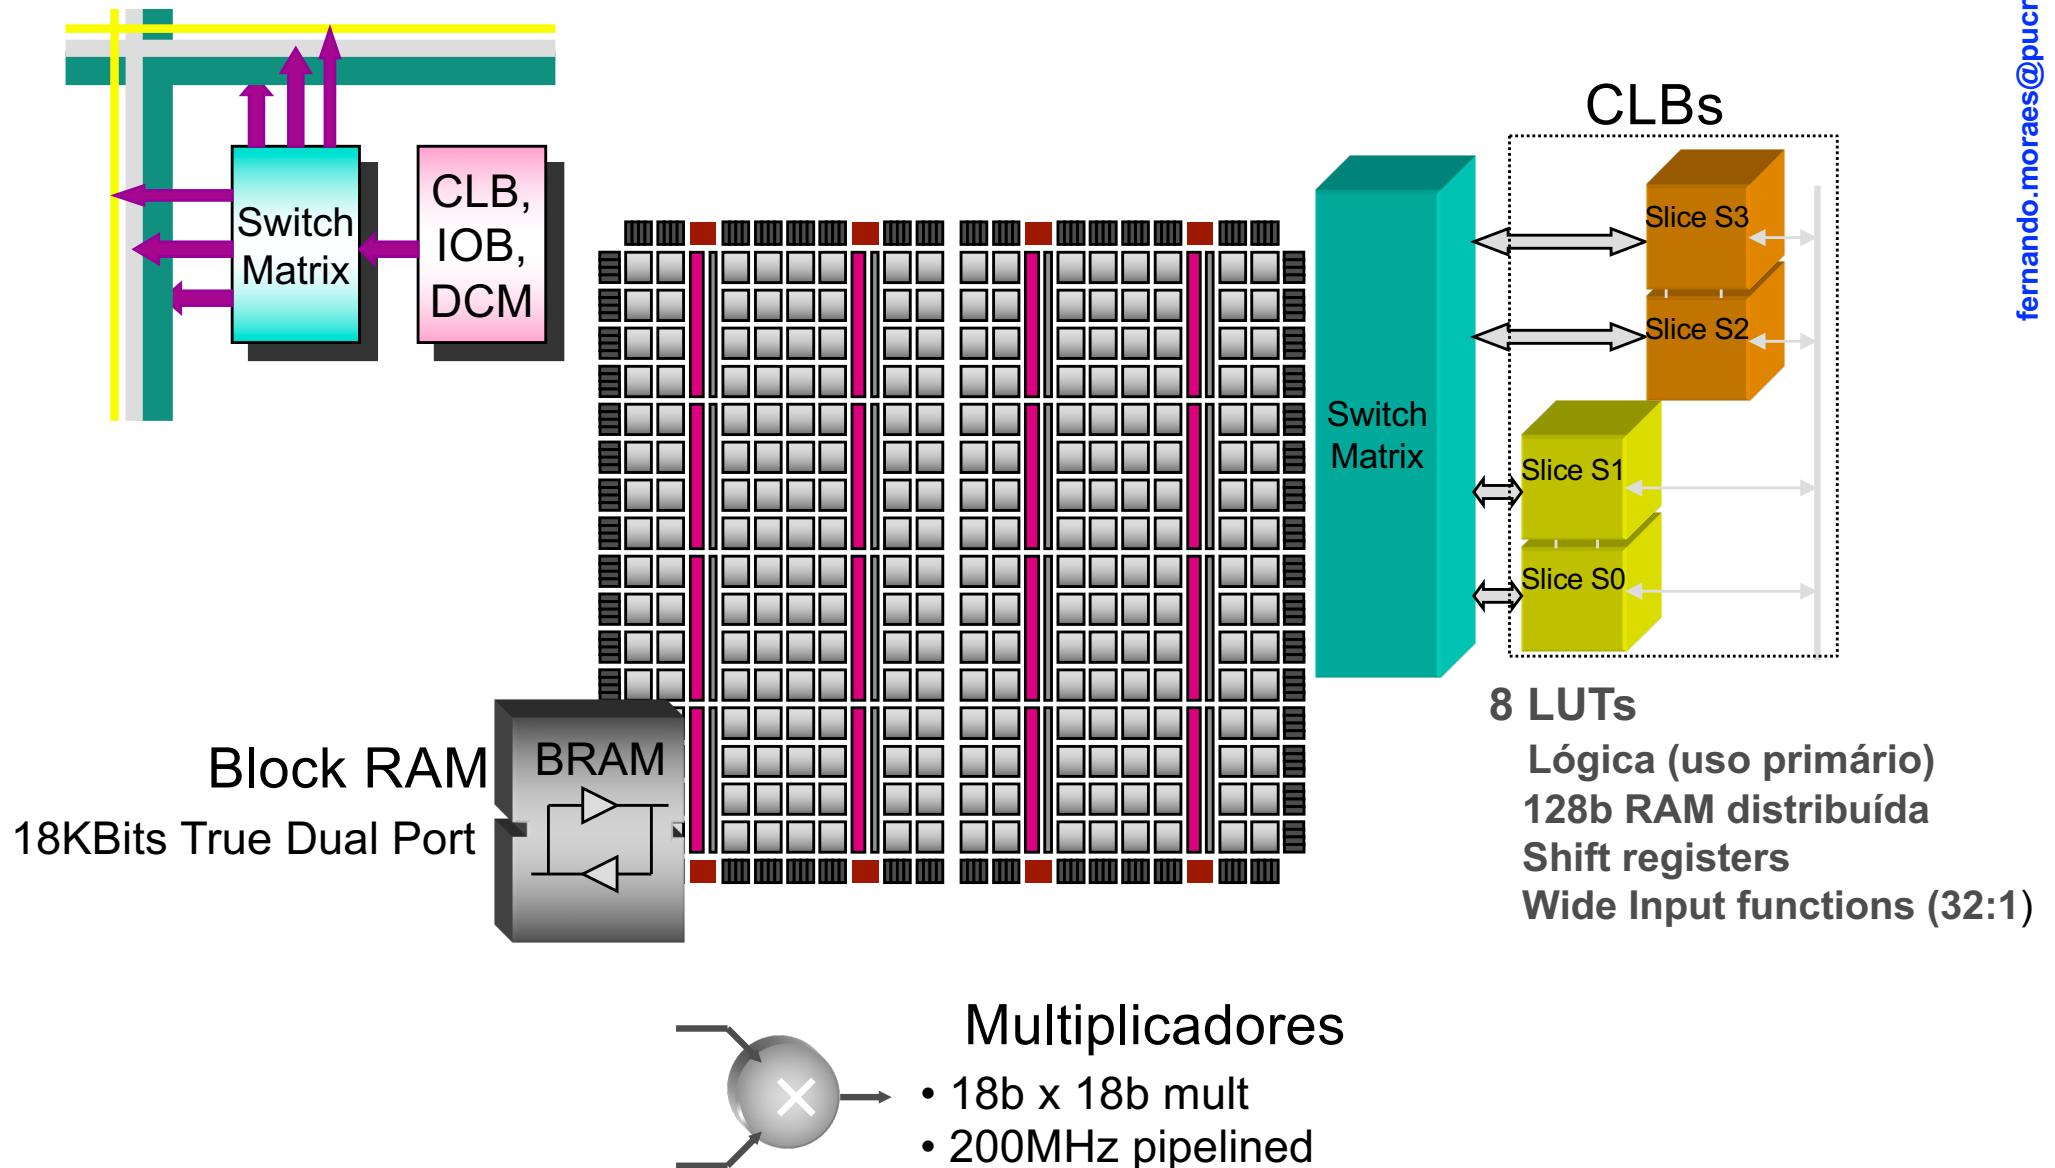 Switch
Matrix
CLB,
IOB,
DCM
CLBs
Switch
Matrix
Slice S3
Slice S2
Slice S1
Slice S0
8 LUTs
Lógica (uso primário)
128b RAM distribuída
Shift registers
Wide Input functions (32:1)
Block RAM
18KBits True Dual Port
BRAM
Multiplicadores
• 18b x 18b mult
• 200MHz pipelined
fernando.moraes@pucr